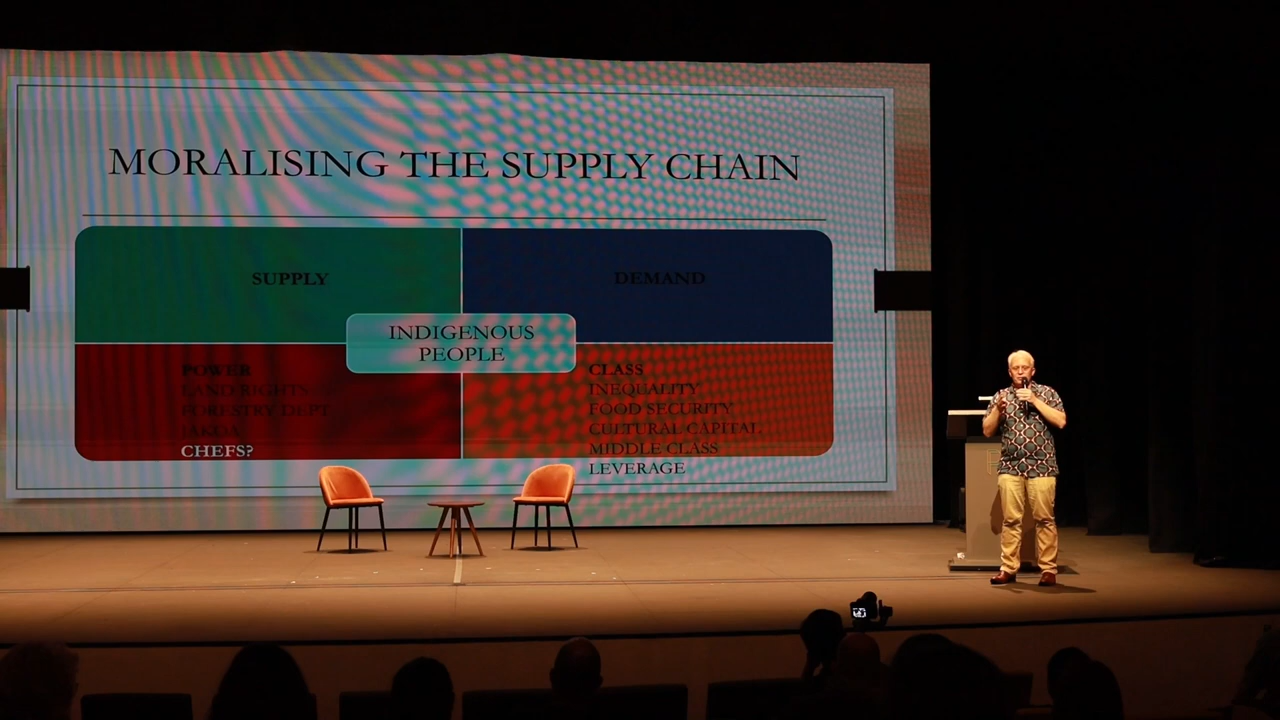 MORALISING THE SUPPLY CHAIN
SUPPLY
DEMAND
INDIGENOUS
PEOPLE
POWER
LAND RIGHTS
FORESTRY DEPT
JAKOA
CHEFS?
CLASS
INEQUALITY
FOOD SECURITY
CULTURAL CAPITAL
MIDDLE CLASS
LEVERAGE